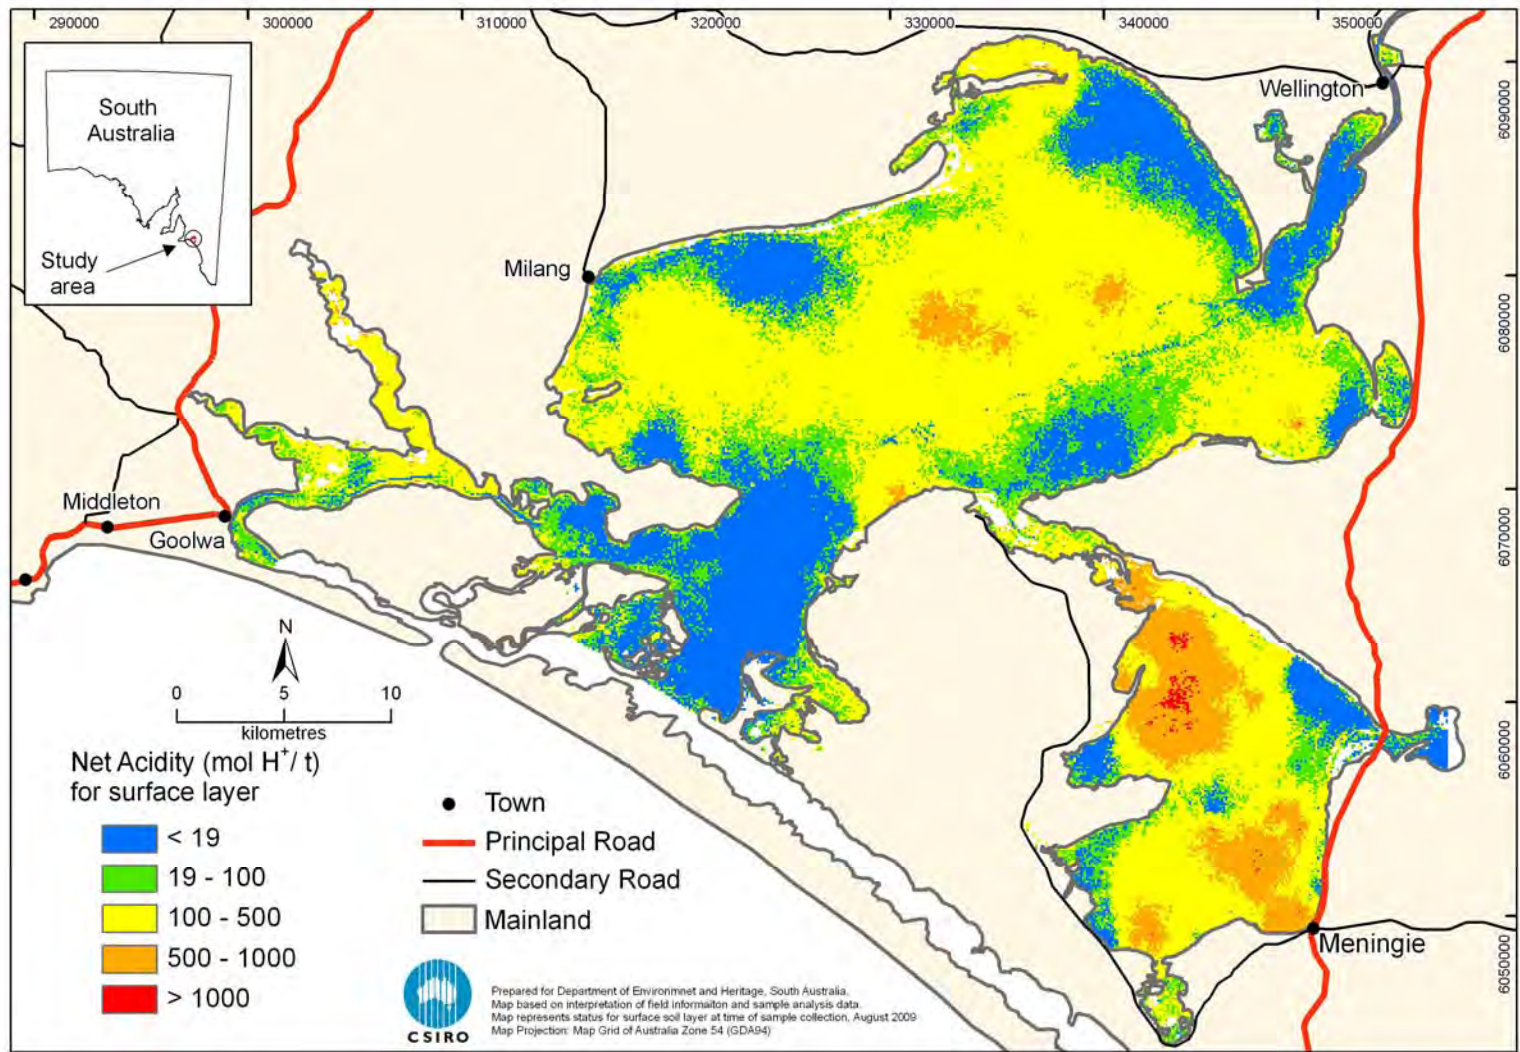 290000 300000 310000 320000 330000 340000 350000
South
Australia
Study
area
Wellington
6090000
Milang
6080000
Middleton
Goolwa
6070000
N
0 5 10
kilometres
6060000
Net Acidity (mol H⁺/ t)
for surface layer
< 19
19 - 100
100 - 500
500 - 1000
> 1000
Town
Principal Road
Secondary Road
Mainland
Meningie
6050000
CSIRO
Prepared for Department of Environmnet and Heritage, South Australia.
Map based on interpretation of field informaiton and sample analysis data.
Map represents status for surface soil layer at time of sample collection, August 2009
Map Projection: Map Grid of Australia Zone 54 (GDA94)